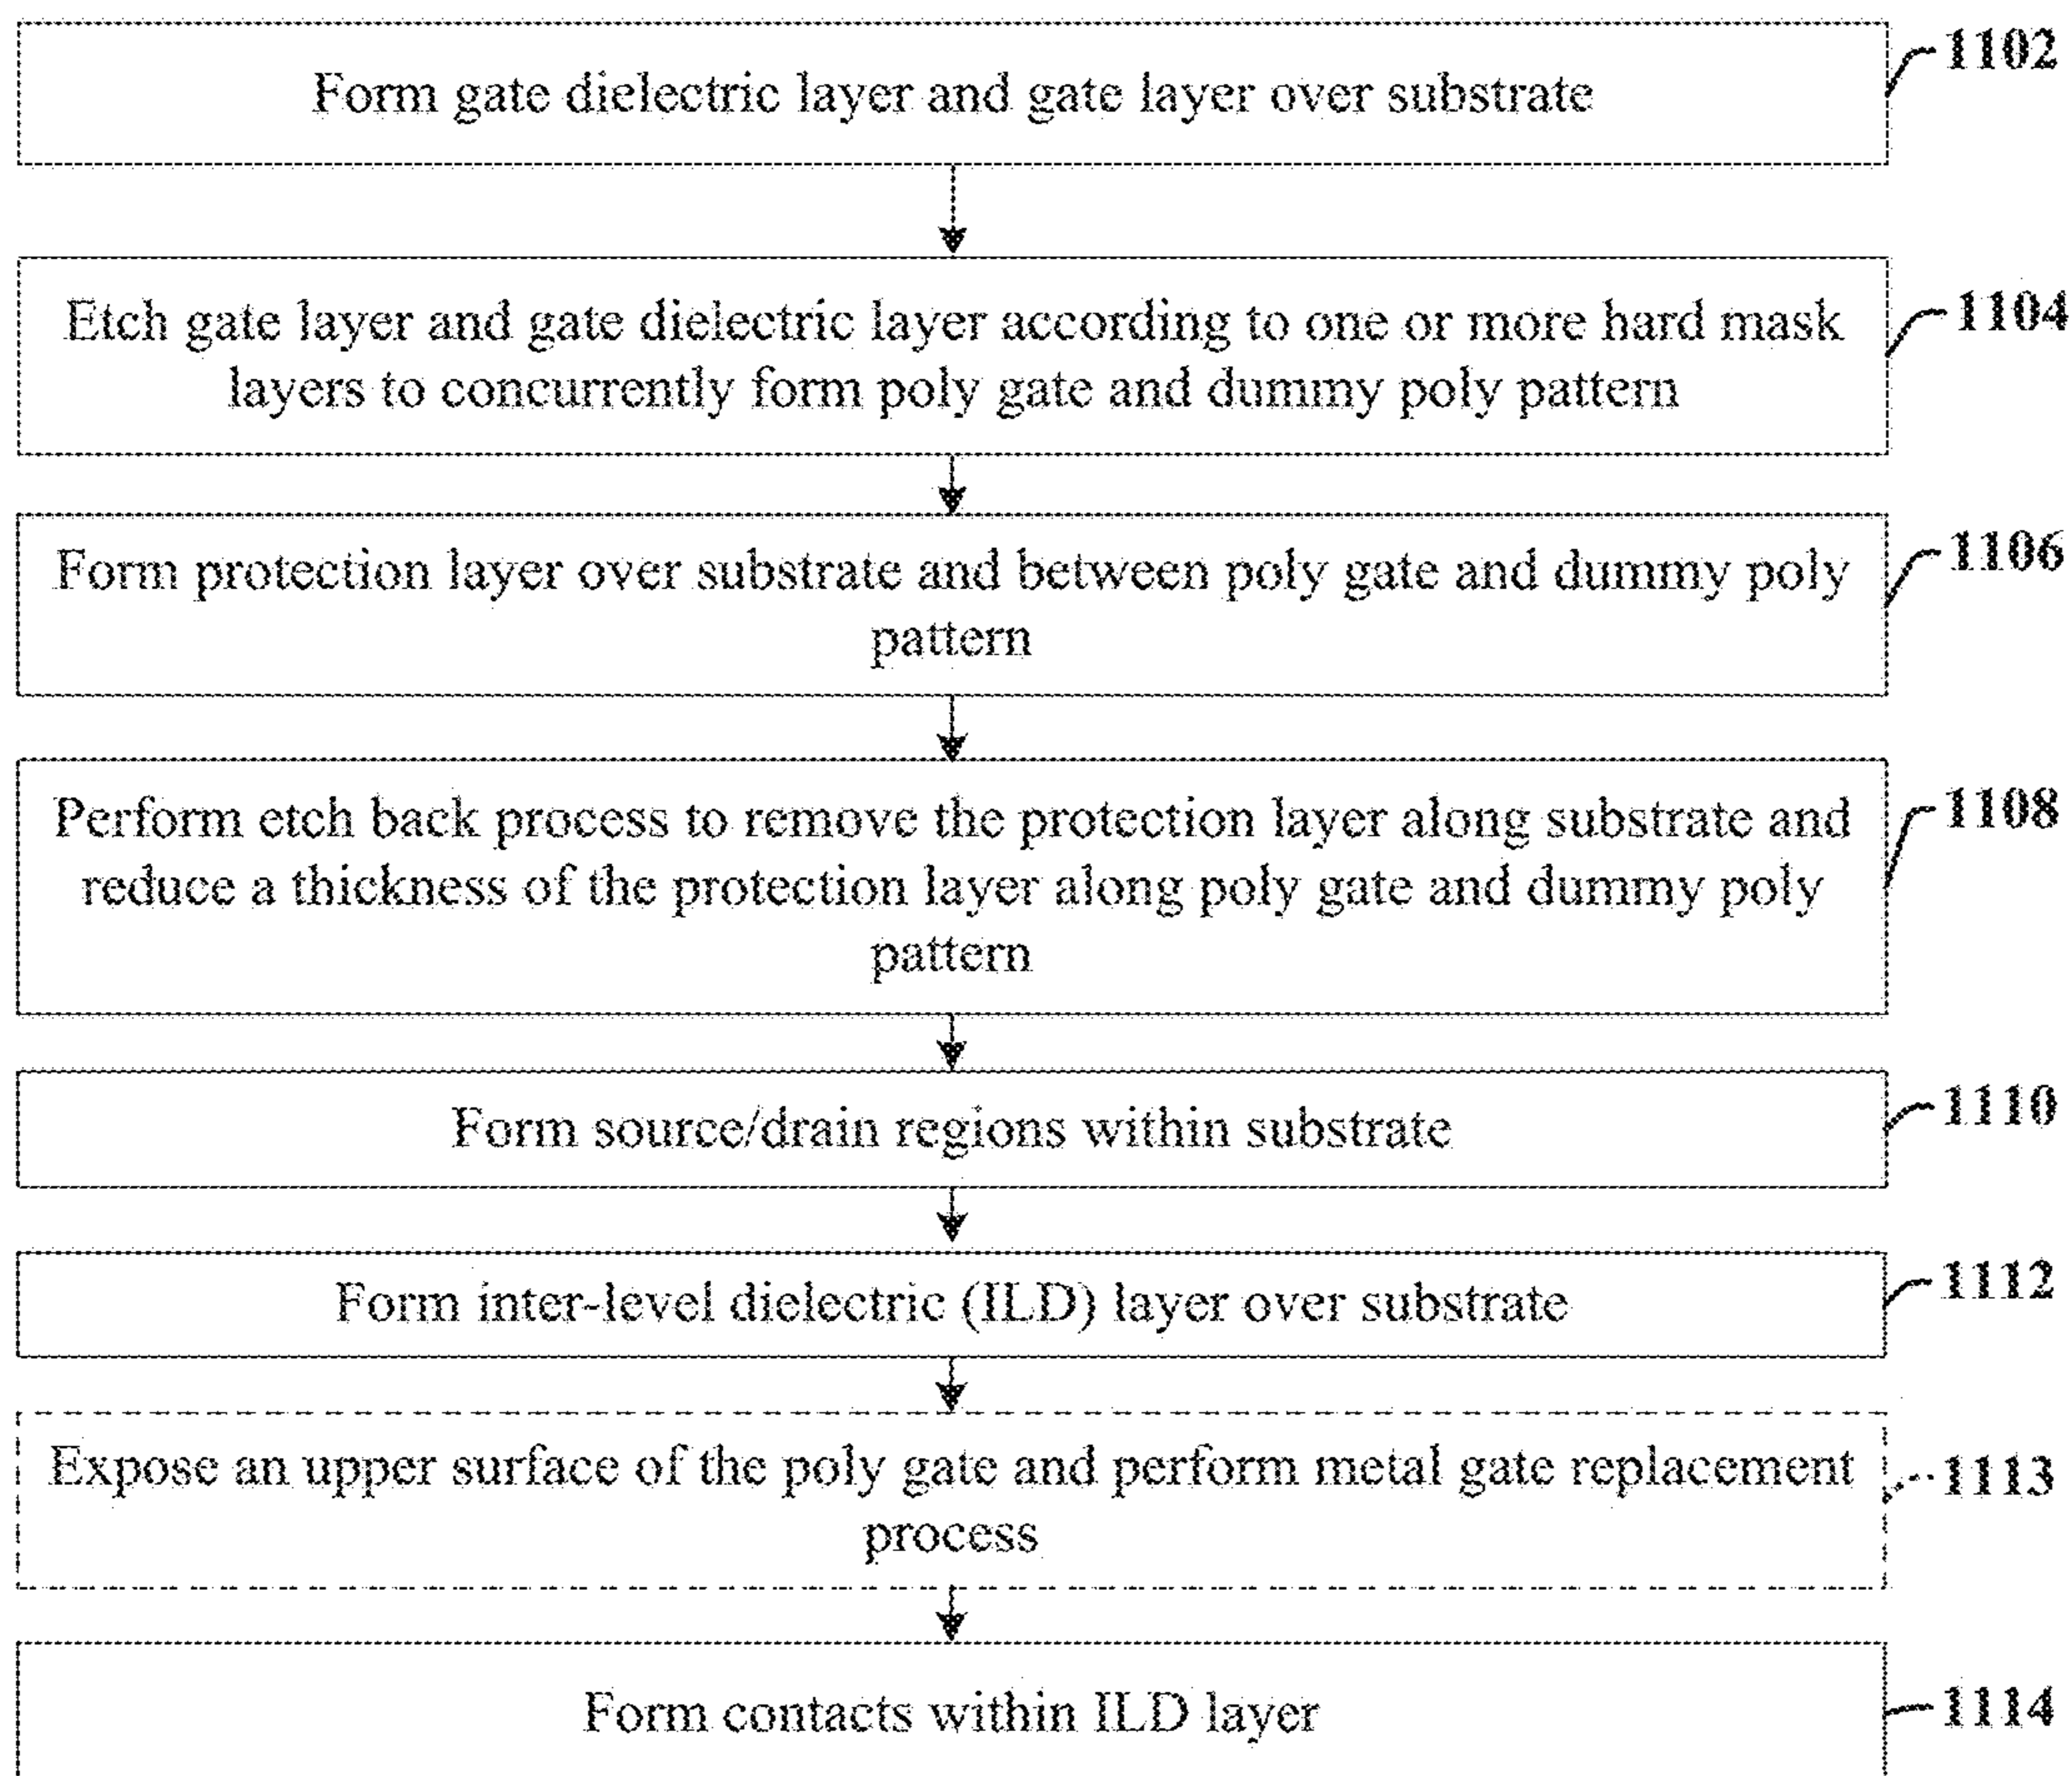 1102
Form gate dielectric layer and gate layer over substrate
1104
Etch gate layer and gate dielectric layer according to one or more hard mask
layers to concurrently form poly gate and dummy poly pattern
1106
Form protection layer over substrate and between poly gate and dummy poly
pattern
1108
Perform etch back process to remove the protection layer along substrate and
reduce a thickness of the protection layer along poly gate and dummy poly
pattern
1110
Form source/drain regions within substrate
1112
Form inter-level dielectric (ILD) layer over substrate
1113
Expose an upper surface of the poly gate and perform metal gate replacement
process
1114
Form contacts within ILD layer